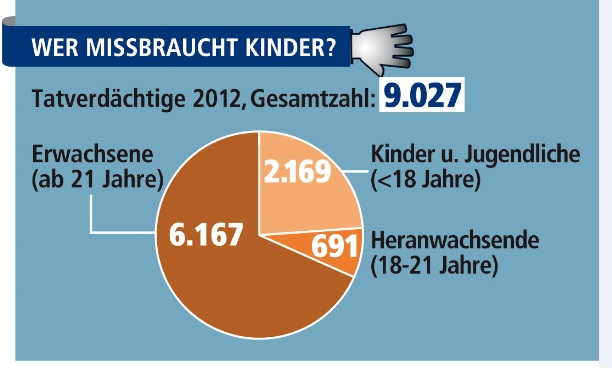 WER MISSBRAUCHT KINDER?
Tatverdächtige 2012, Gesamtzahl: 9.027
Erwachsene
(ab 21 Jahre)
6.167
2.169
Kinder u. Jugendliche
(<18 Jahre)
691
Heranwachsende
(18-21 Jahre)